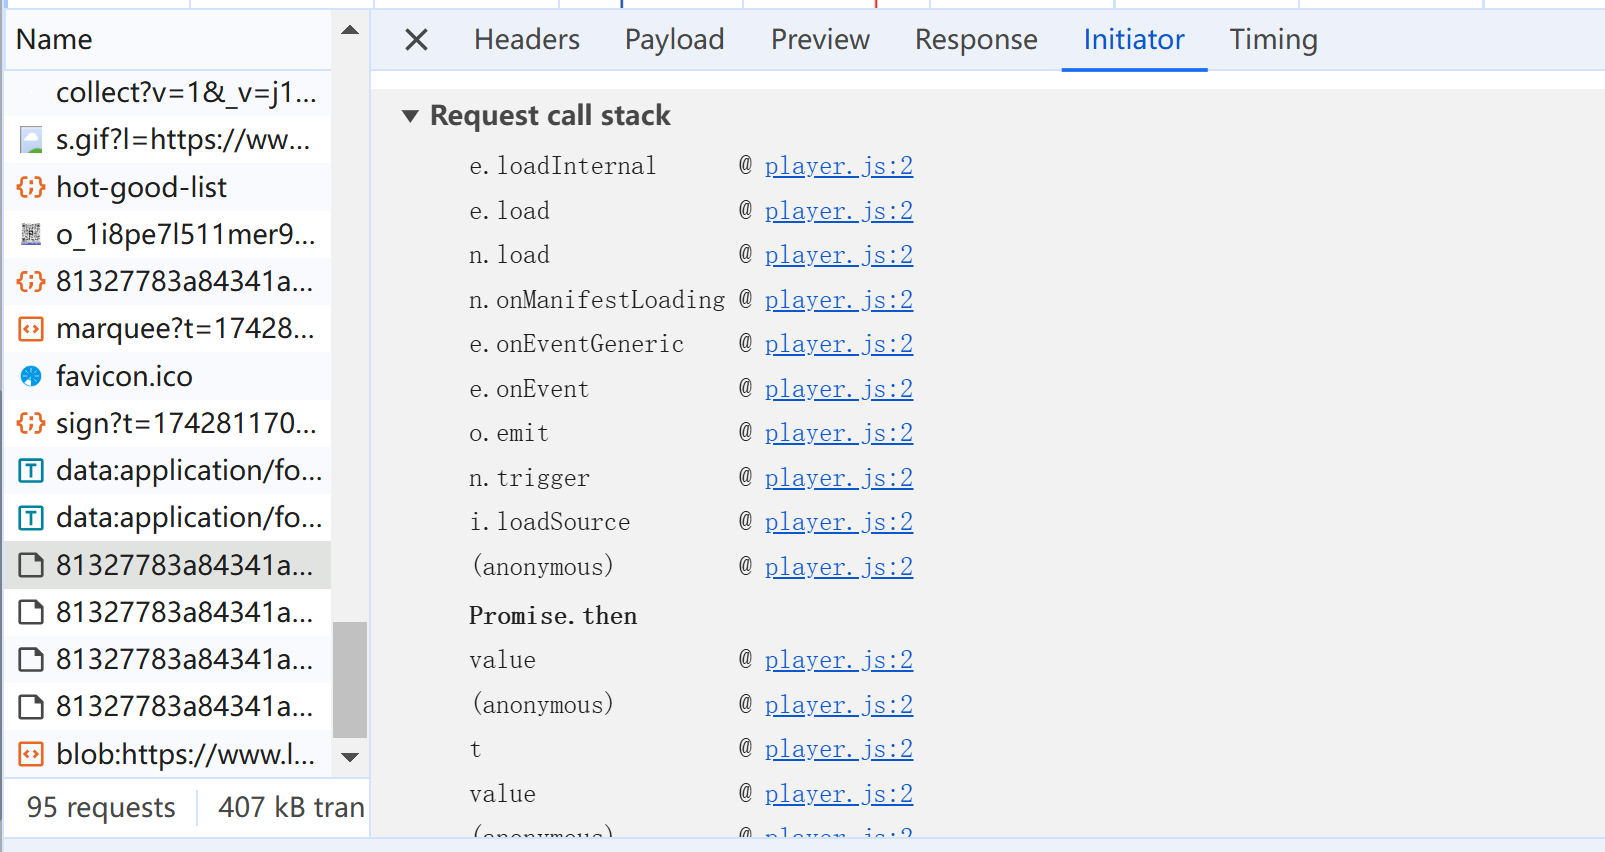 Name
collect?v=1&_v=j1...
s.gif?l=https://ww...
hot-good-list
o_1i8pe7l511mer9...
81327783a84341a...
marquee?t=17428...
favicon.ico
sign?t=174281170...
data:application/fo...
data:application/fo...
81327783a84341a...
81327783a84341a...
81327783a84341a...
81327783a84341a...
blob:https://www.l...
95 requests 407 kB tran
Headers Payload Preview Response Initiator Timing
Request call stack
e.loadInternal @ player.js:2
e.load @ player.js:2
n.load @ player.js:2
n.onManifestLoading @ player.js:2
e.onEventGeneric @ player.js:2
e.onEvent @ player.js:2
o.emit @ player.js:2
n.trigger @ player.js:2
i.loadSource @ player.js:2
(anonymous) @ player.js:2
Promise.then
value @ player.js:2
(anonymous) @ player.js:2
t @ player.js:2
value @ player.js:2
(anonymous) @ player.js:2